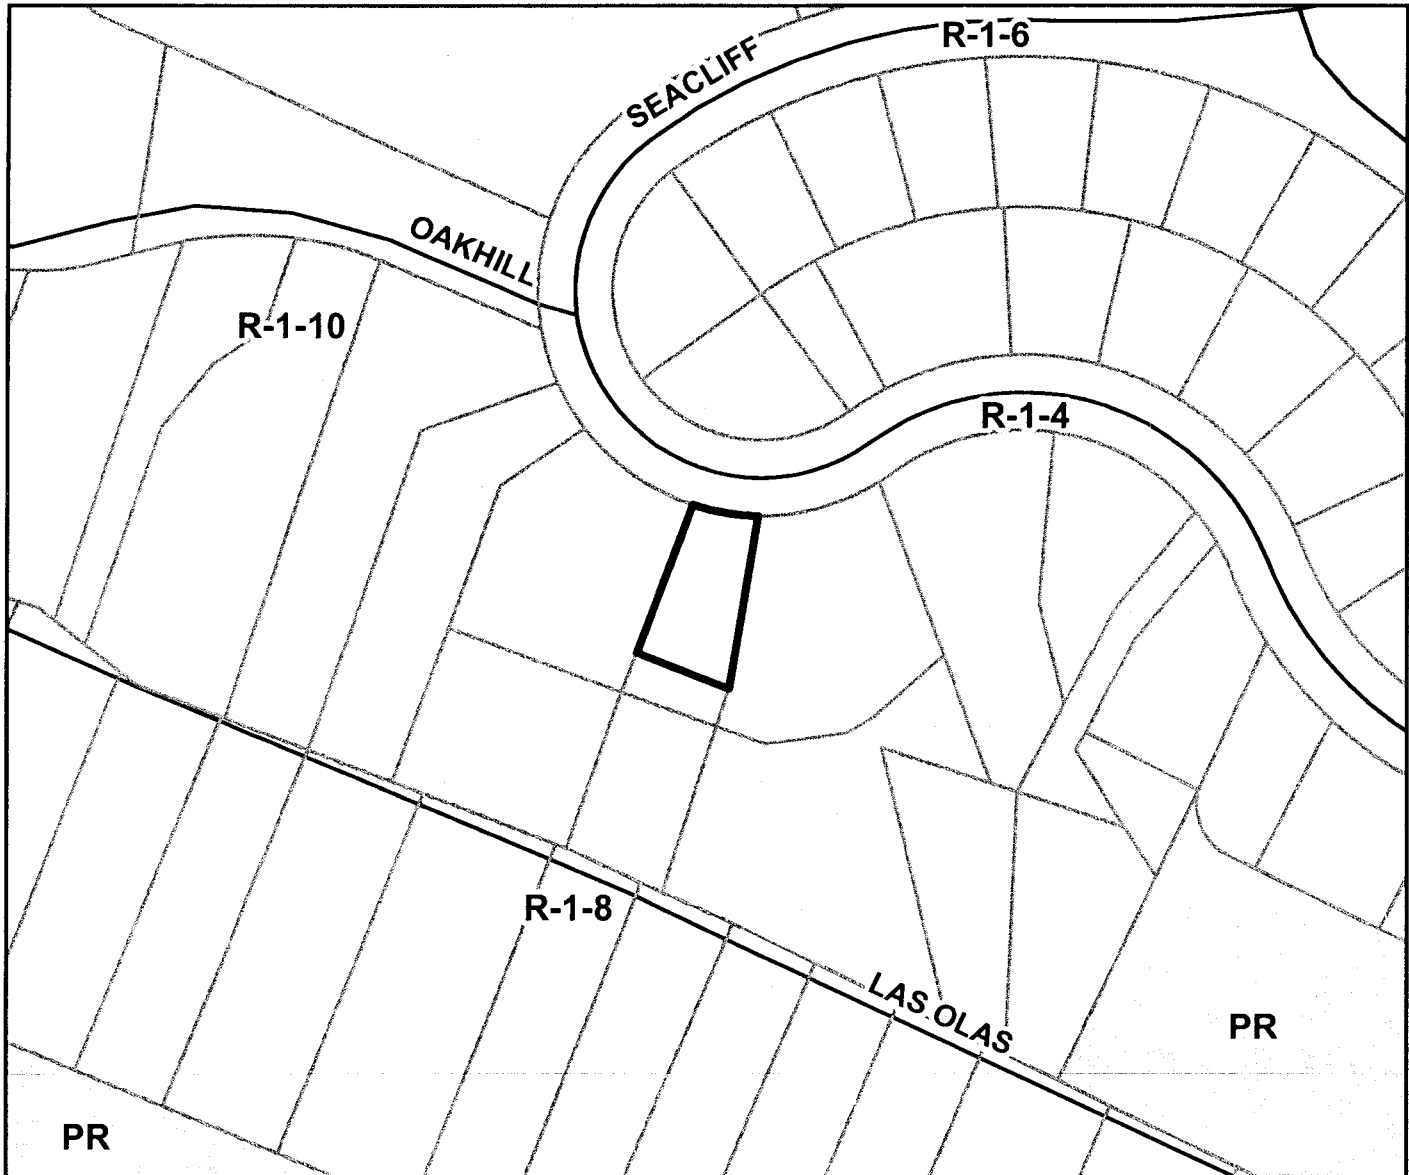 R-1-6
SEACLIFF
OAKHILL
R-1-10
R-1-4
R-1-8
LAS OLAS
PR
PR